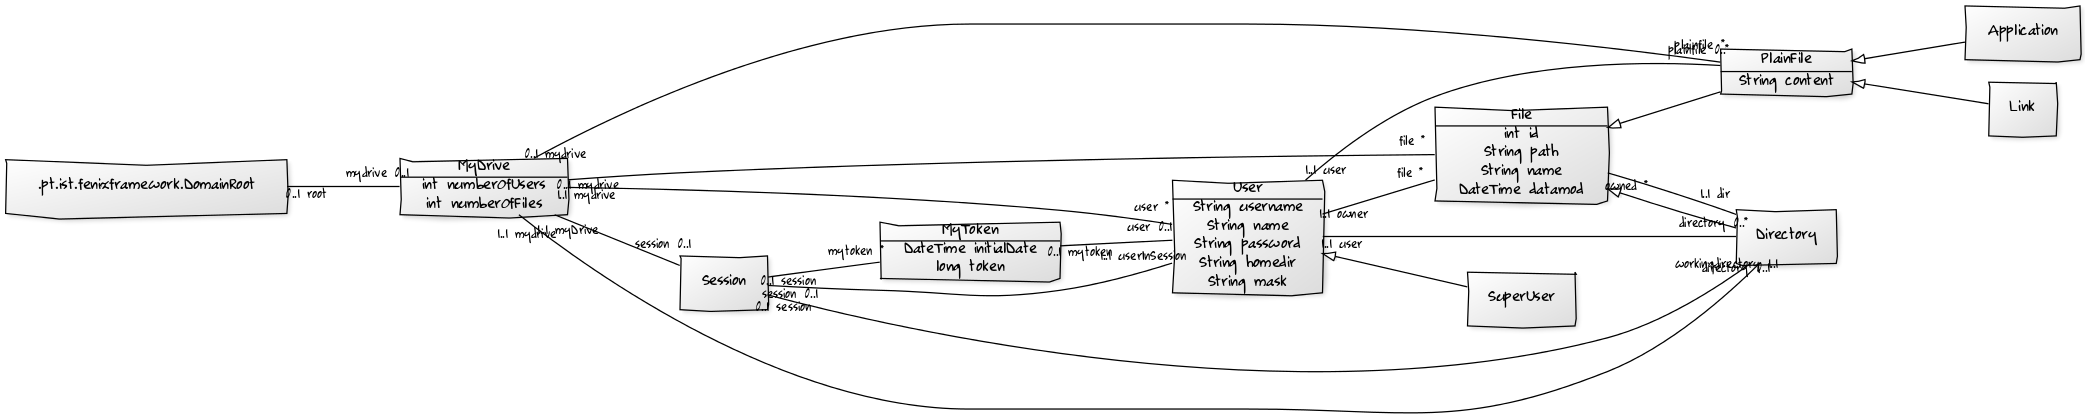 Application
plainfile *
plainfile 0..*
PlainFile
String content
Link
File
int id
String path
String name
DateTime datamod
file *
0..1 mydrive
mydrive 0..1
.pt.ist.fenixframework.DomainRoot
0..1 root
MyDrive
int numberOfUsers
int numberOfFiles
0..1 mydrive
1..1 mydrive
1..1 user
file *
owned *
1..1 dir
User
String username
String name
String password
String homedir
String mask
user *
user 0..1
1..1 owner
directory 0..*
Directory
1..1 mydrive
myDrive
session 0..1
MyToken
DateTime initialDate
long token
mytoken *
0..1 mytoken
1..1 userInSession
1..1 user
workingdirectory 1..1
directory 0..1
Session
0..1 session
session 0..1
0..1 session
SuperUser